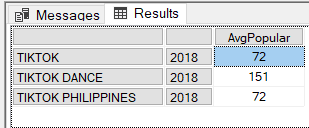 Messages Results
AvgPopular
TIKTOK 2018 72
TIKTOK DANCE 2018 151
TIKTOK PHILIPPINES 2018 72